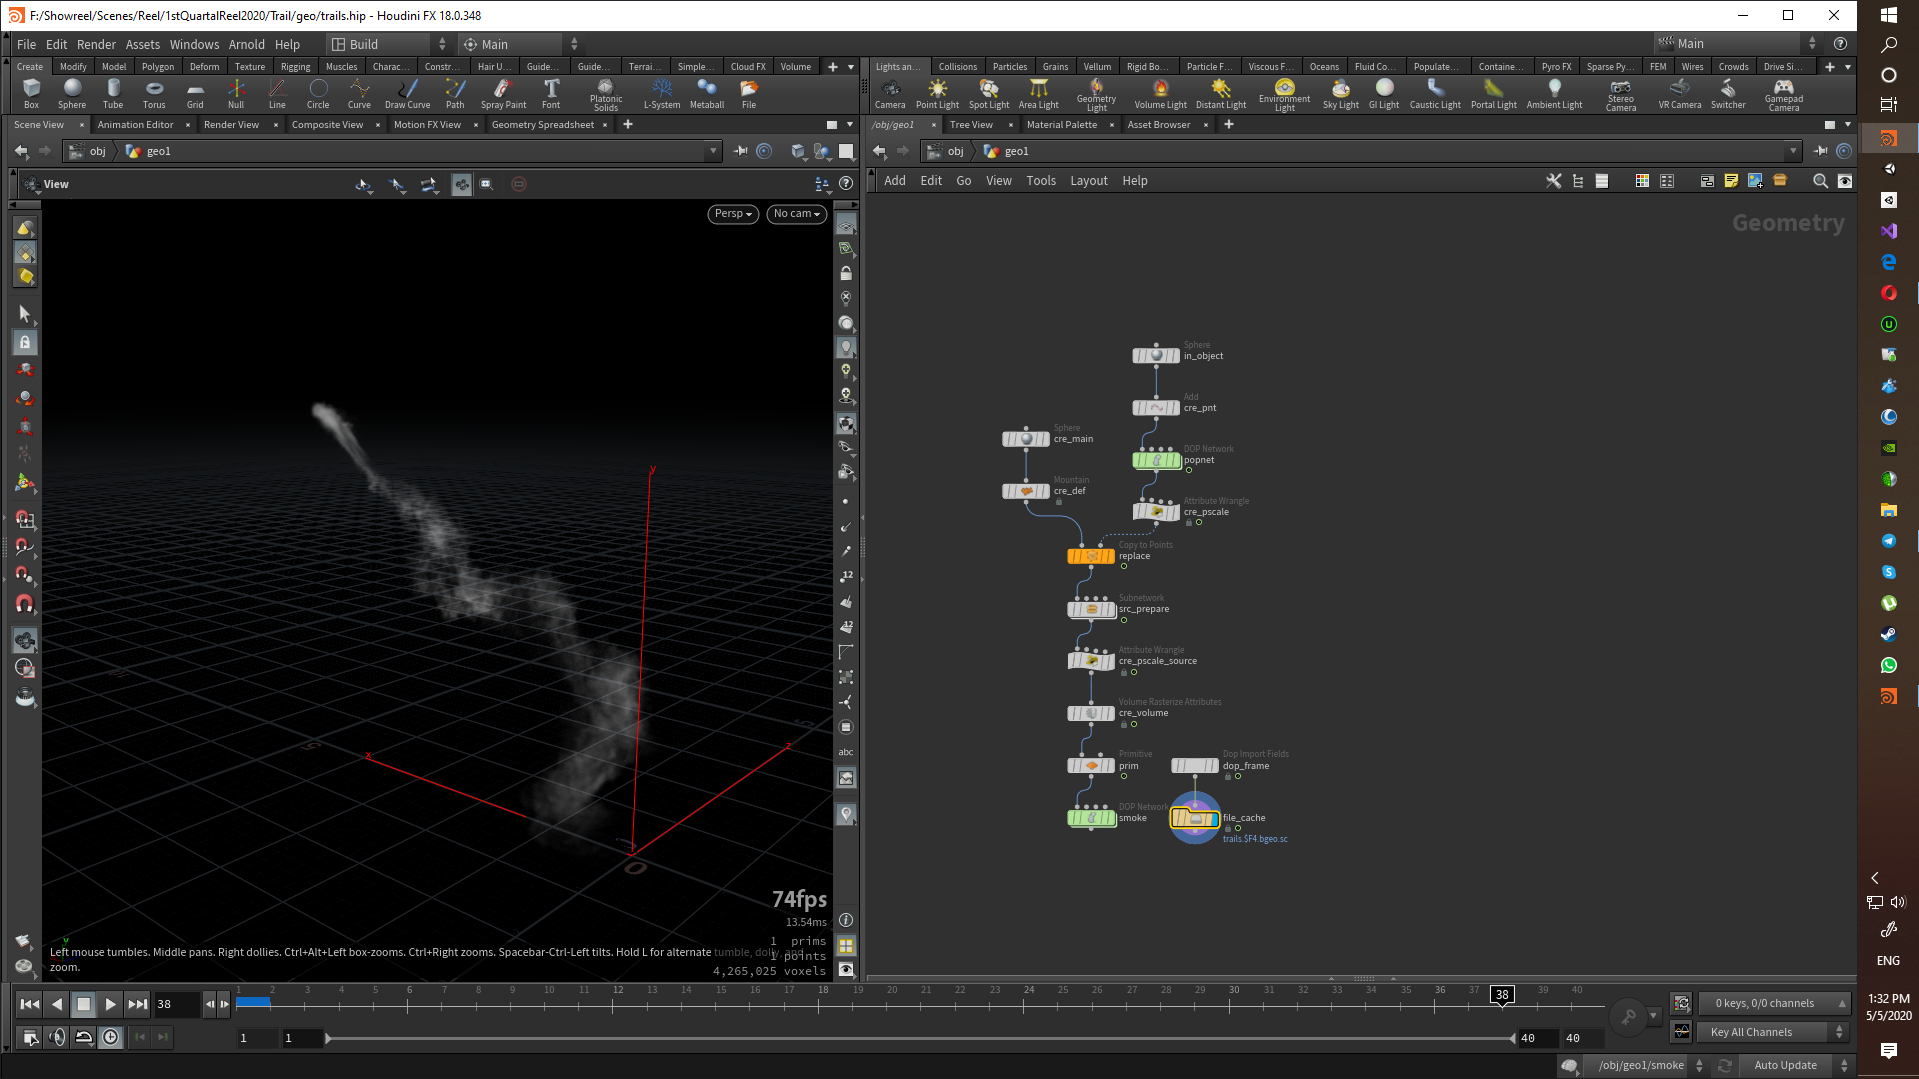 F:/Showreel/Scenes/Reel/1stQuartalReel2020/Trail/geo/trails.hip - Houdini FX 18.0.348
File Edit Render Assets Windows Arnold Help Build Main Main
Create Modify Model Polygon Deform Texture Rigging Muscles Charac... Constr... Hair U... Guide... Guide... Terrai... Simple... Cloud FX Volume
Lights an... Collisions Particles Grains Vellum Rigid Bo... Particle F... Viscous F... Oceans Fluid Co... Populate... Containe... Pyro FX Sparse Py... FEM Wires Crowds Drive Si...
Box Sphere Tube Torus Grid Null Line Circle Curve Draw Curve Path Spray Paint Font Platonic Solids L-System Metaball File
Camera Point Light Spot Light Area Light Geometry Light Volume Light Distant Light Environment Light Sky Light GI Light Caustic Light Portal Light Ambient Light Stereo Camera VR Camera Switcher Gamepad Camera
Scene View Animation Editor Render View Composite View Motion FX View Geometry Spreadsheet
/obj/geo1 Tree View Material Palette Asset Browser
obj geo1
obj geo1
View
Add Edit Go View Tools Layout Help
Persp No cam
Geometry
Sphere
in_object
Add
cre_pnt
Sphere
cre_main
DOP Network
popnet
Mountain
cre_def
Attribute Wrangle
cre_pscale
Copy to Points
replace
Subnetwork
src_prepare
Attribute Wrangle
cre_pscale_source
Volume Rasterize Attributes
cre_volume
Primitive
prim
Dop Import Fields
dop_frame
DOP Network
smoke
file_cache
trails.$F4.bgeo.sc
y
x
z
0
12
12
abc
74fps
13.54ms
1 prims
1 points
4,265,025 voxels
Left mouse tumbles. Middle pans. Right dollies. Ctrl+Alt+Left box-zooms. Ctrl+Right zooms. Spacebar-Ctrl-Left tilts. Hold L for alternate tumble, dolly, and
zoom.
38
1 2 3 4 5 6 7 8 9 10 11 12 13 14 15 16 17 18 19 20 21 22 23 24 25 26 27 28 29 30 31 32 33 34 35 36 37 38 39 40
0 keys, 0/0 channels
1 1 40 40
Key All Channels
/obj/geo1/smoke Auto Update
ENG
1:32 PM
5/5/2020